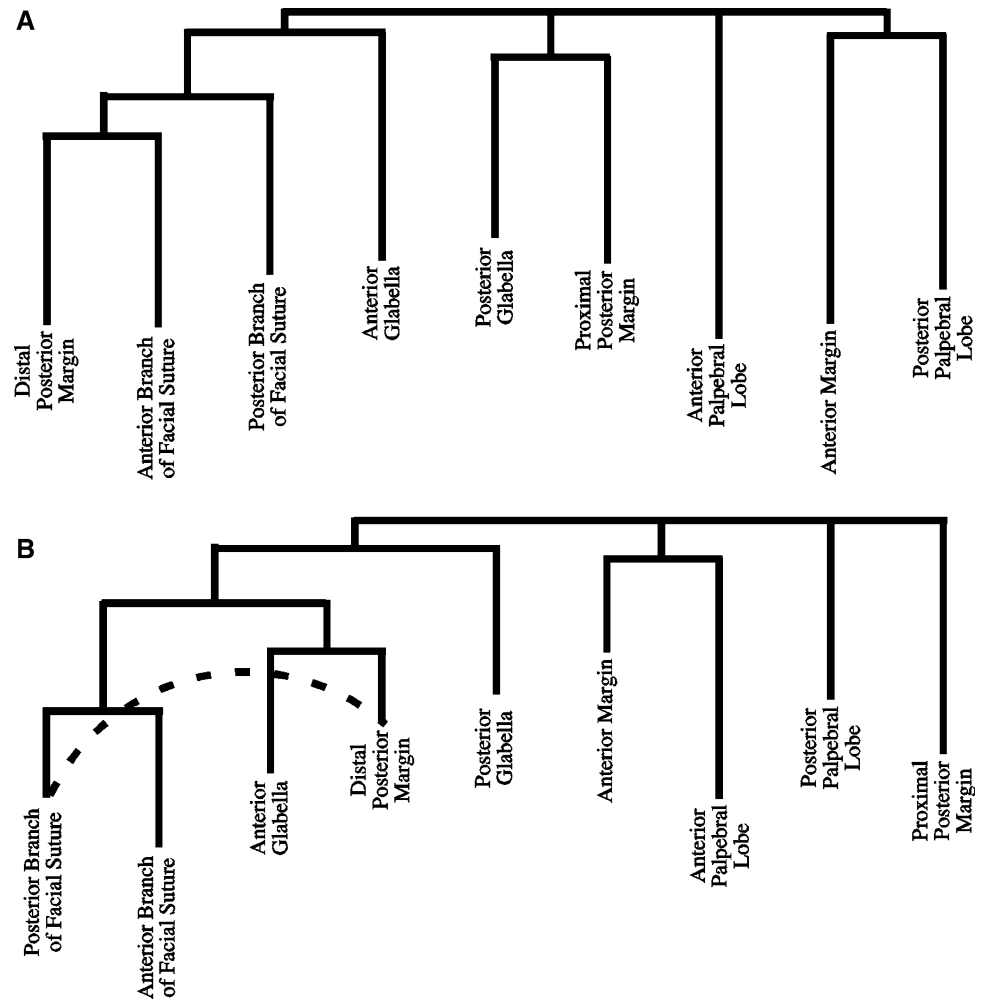 A
Distal
Posterior
Margin
Anterior Branch
of Facial Suture
Posterior Branch
of Facial Suture
Anterior
Glabella
Posterior
Glabella
Proximal
Posterior
Margin
Anterior
Palpebral
Lobe
Anterior Margin
Posterior
Palpebral
Lobe
B
Posterior Branch
of Facial Suture
Anterior Branch
of Facial Suture
Anterior
Glabella
Distal
Posterior
Margin
Posterior
Glabella
Anterior Margin
Anterior
Palpebral
Lobe
Posterior
Palpebral
Lobe
Proximal
Posterior
Margin